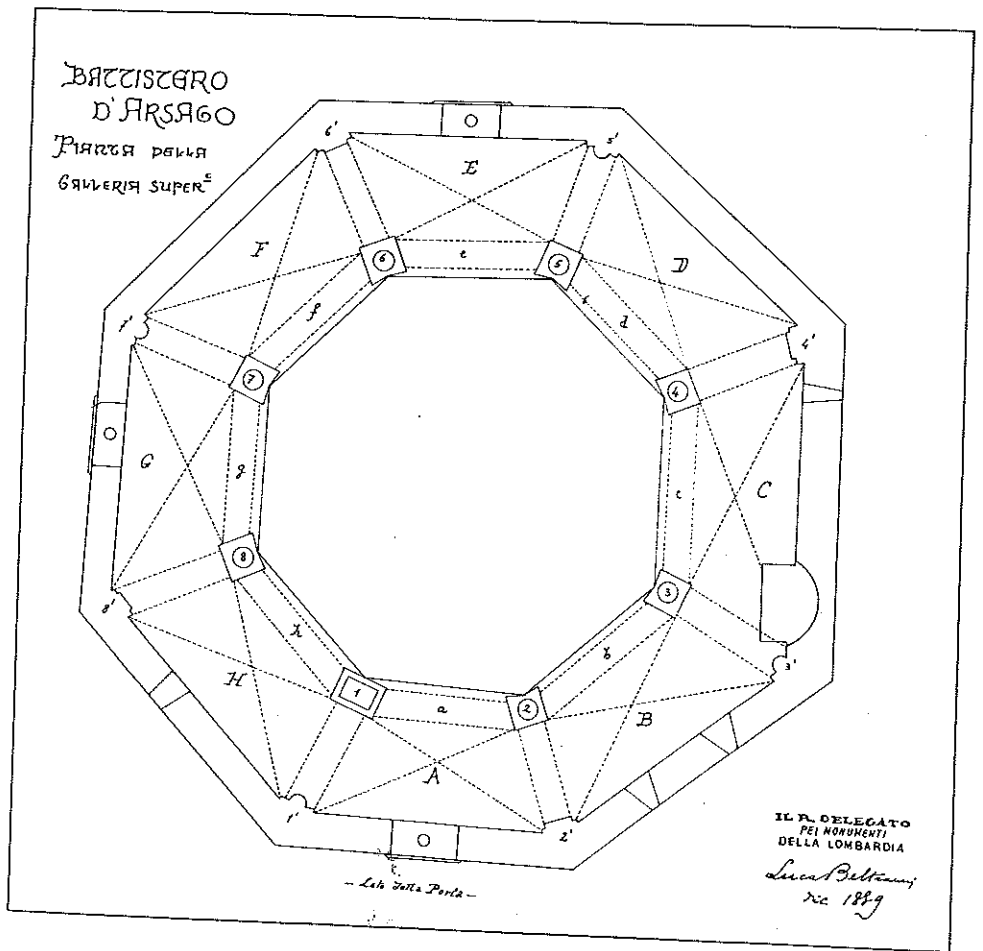 BATTISTERO
D'ARSAGO
PIANTA DELLA
GALLERIA SUPERᵉ
6'
5'
E
F
6
e
5
D
7'
f
d
4'
7
4
G
g
c
C
8
3
8'
h
b
3'
H
1
a
2
B
A
1'
2'
- Lato della Porta -
IL R. DELEGATO
PEI MONUMENTI
DELLA LOMBARDIA
Luca Beltrami
Dic 1889